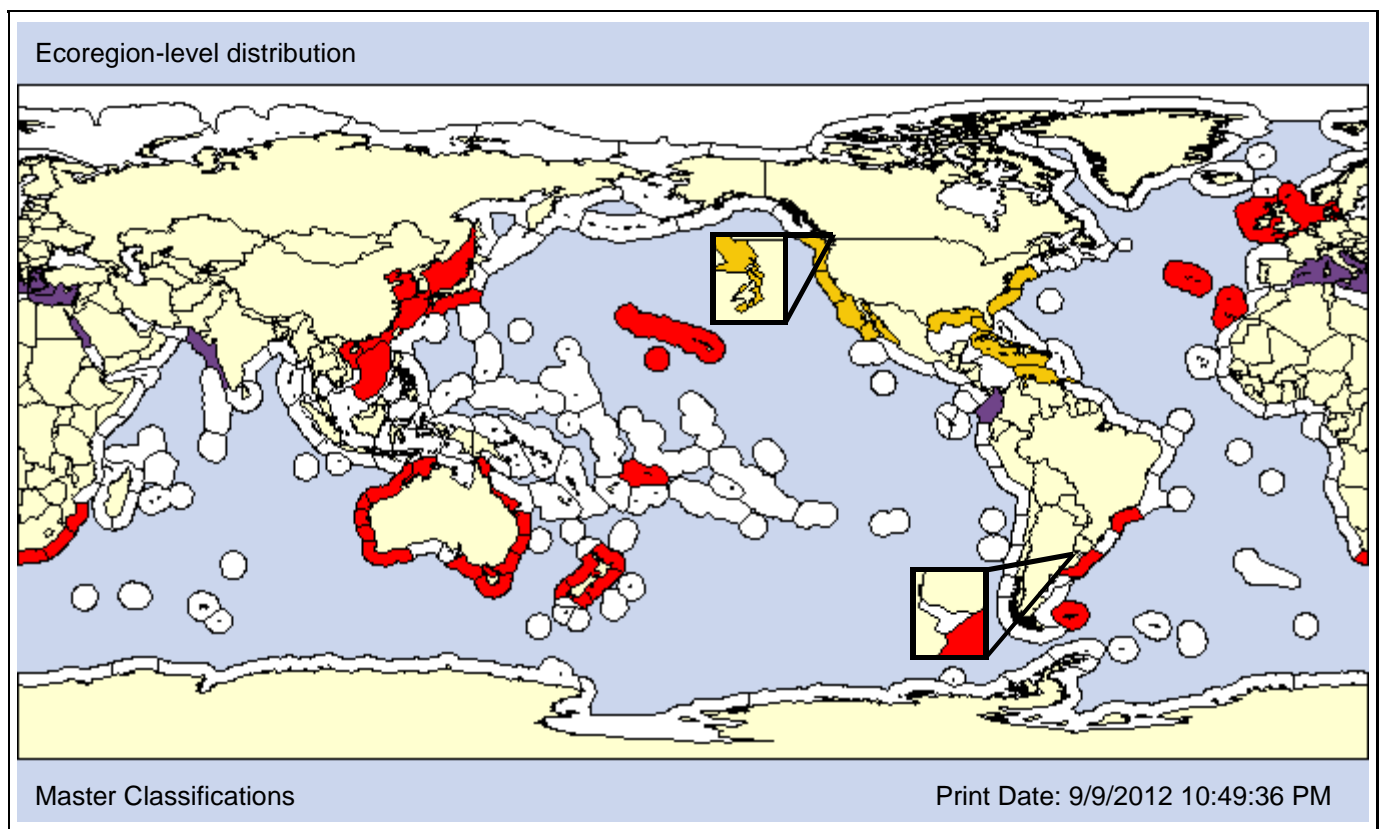 Ecoregion-level distribution
Master Classifications
Print Date: 9/9/2012 10:49:36 PM